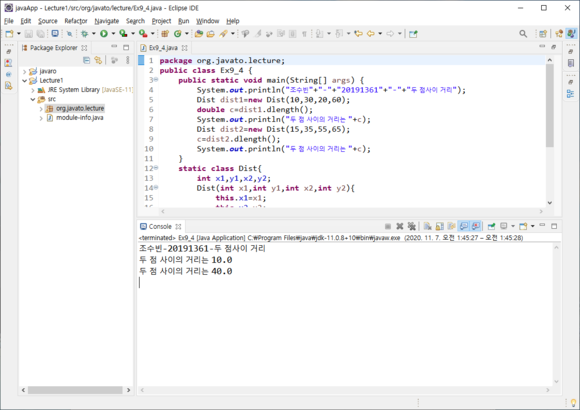 javaApp - Lecture1/src/org/javato/lecture/Ex9_4.java - Eclipse IDE
File Edit Source Refactor Navigate Search Project Run Window Help
Package Explorer
javaro
Lecture1
JRE System Library [JavaSE-11]
src
org.javato.lecture
module-info.java
Ex9_4.java
1 package org.javato.lecture;
2 public class Ex9_4 {
3 public static void main(String[] args) {
4 System.out.println("조수빈"+"-"+"20191361"+"-"+"두 점사이 거리");
5 Dist dist1=new Dist(10,30,20,60);
6 double c=dist1.dlength();
7 System.out.println("두 점 사이의 거리는 "+c);
8 Dist dist2=new Dist(15,35,55,65);
9 c=dist2.dlength();
10 System.out.println("두 점 사이의 거리는 "+c);
11 }
12 static class Dist{
13 int x1,y1,x2,y2;
14 Dist(int x1,int y1,int x2,int y2){
15 this.x1=x1;
16
Console
<terminated> Ex9_4 [Java Application] C:₩Program Files₩java₩jdk-11.0.8+10₩bin₩javaw.exe (2020. 11. 7. 오전 1:45:27 – 오전 1:45:28)
조수빈-20191361-두 점사이 거리
두 점 사이의 거리는 10.0
두 점 사이의 거리는 40.0